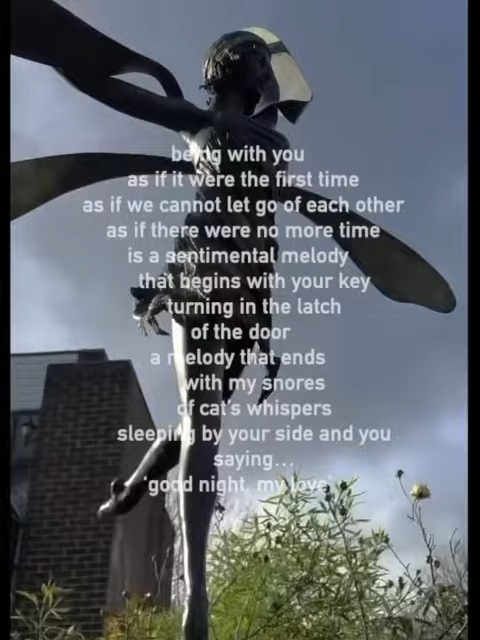 being with you
as if it were the first time
as if we cannot let go of each other
as if there were no more time
is a sentimental melody
that begins with your key
turning in the latch
of the door
a melody that ends
with my snores
of cat's whispers
sleeping by your side and you
saying...
'good night, my love'